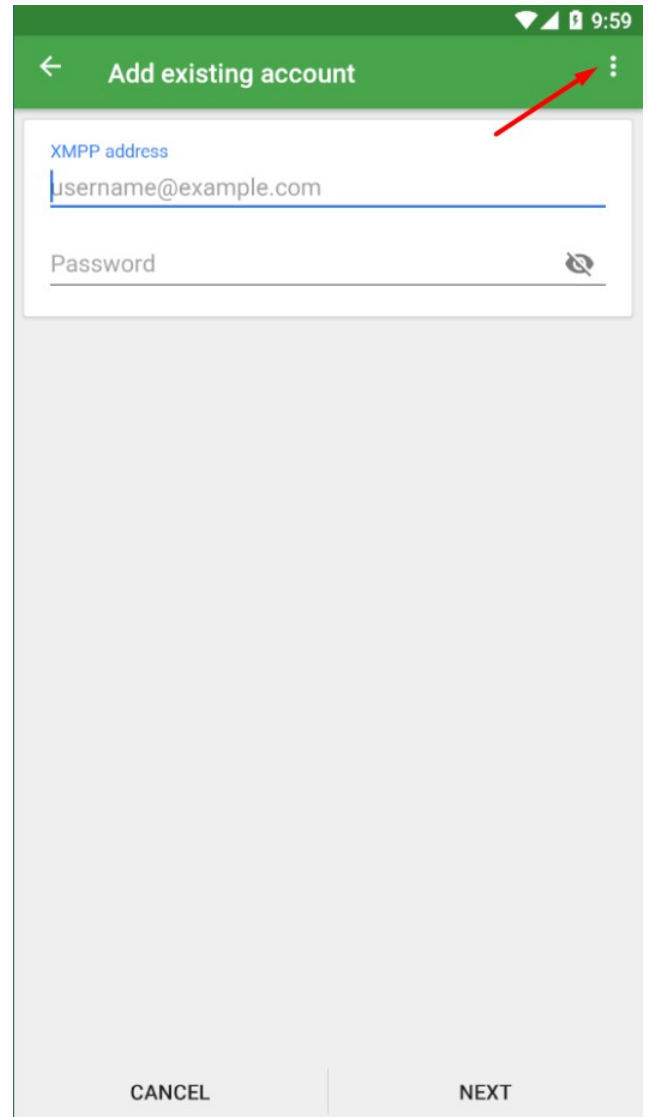 9:59
Add existing account
XMPP address
username@example.com
Password
CANCEL NEXT